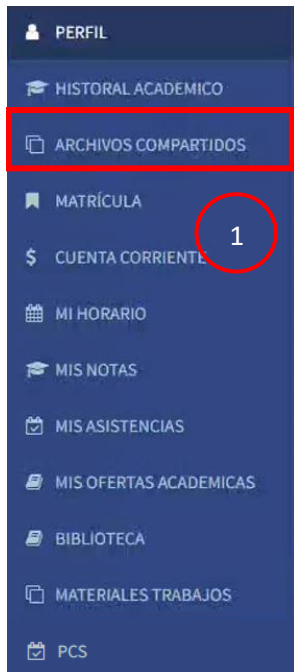 PERFIL
HISTORAL ACADEMICO
ARCHIVOS COMPARTIDOS
MATRÍCULA
1
$ CUENTA CORRIENTE
MI HORARIO
MIS NOTAS
MIS ASISTENCIAS
MIS OFERTAS ACADEMICAS
BIBLIOTECA
MATERIALES TRABAJOS
PCS